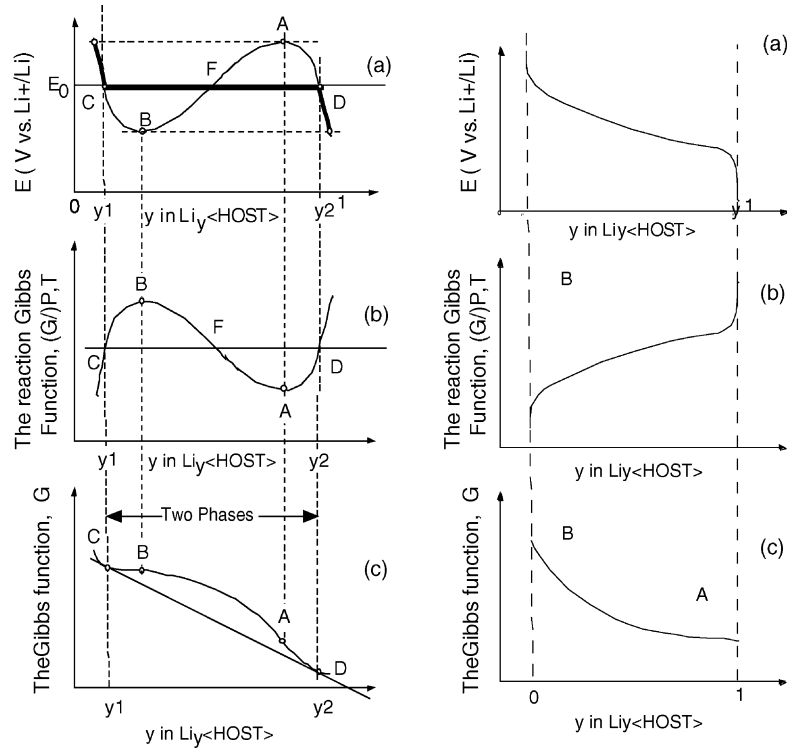 E ( V vs. Li+/Li)
E0
A
(a)
F
C
B
D
0
y1
y in Liy<HOST>
y2
1
The reaction Gibbs
Function, (G/)P,T
B
(b)
F
C
D
A
y1
y in Liy<HOST>
y2
TheGibbs function, G
Two Phases
C
B
(c)
A
D
y1
y2
y in Liy<HOST>
E ( V vs. Li+/Li)
(a)
y 1
y in Liy<HOST>
The reaction Gibbs
Function, (G/)P,T
B
(b)
y in Liy<HOST>
TheGibbs function, G
B
(c)
A
0
1
y in Liy<HOST>